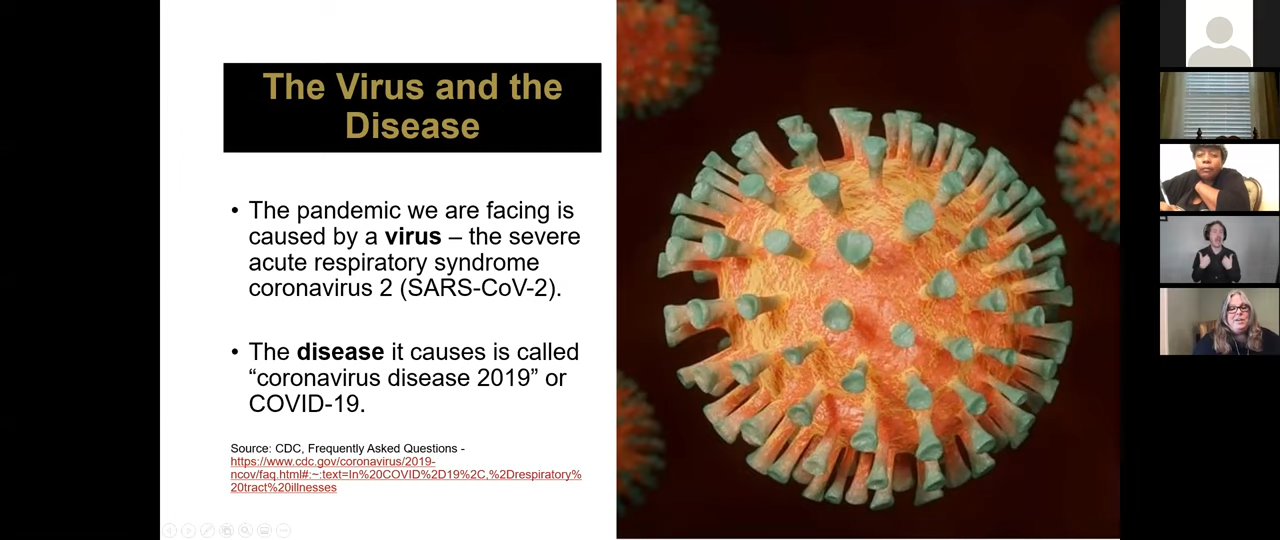 The Virus and the
Disease
• The pandemic we are facing is
caused by a virus – the severe
acute respiratory syndrome
coronavirus 2 (SARS-CoV-2).
• The disease it causes is called
“coronavirus disease 2019” or
COVID-19.
Source: CDC, Frequently Asked Questions -
https://www.cdc.gov/coronavirus/2019-
ncov/faq.html#:~:text=In%20COVID%2D19%2C,%2Drespiratory%
20tract%20illnesses